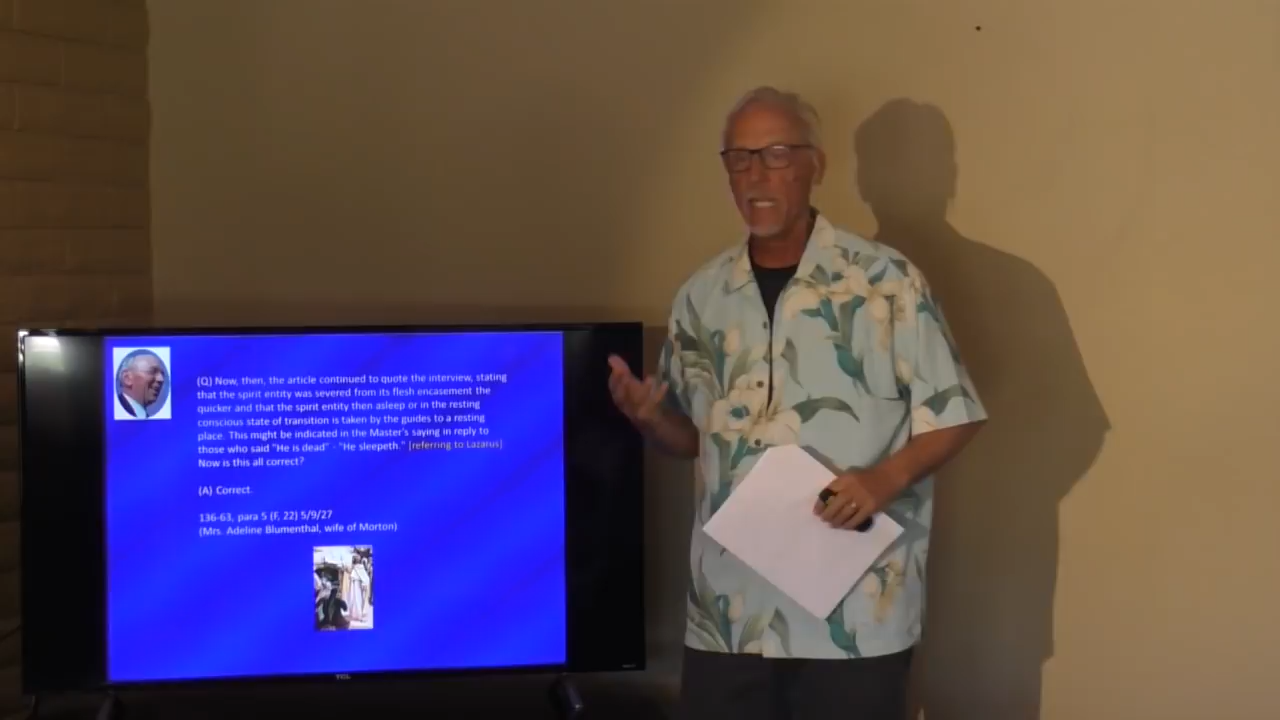 (Q) Now, then, the article continued to quote the interview, stating
that the spirit entity was severed from its flesh encasement the
quicker and that the spirit entity then asleep or in the resting
conscious state of transition is taken by the guides to a resting
place. This might be indicated in the Master's saying in reply to
those who said "He is dead" - "He sleepeth." [referring to Lazarus]
Now is this all correct?
(A) Correct.
136-63, para 5 (F, 22) 5/9/27
(Mrs. Adeline Blumenthal, wife of Morton)
TCL